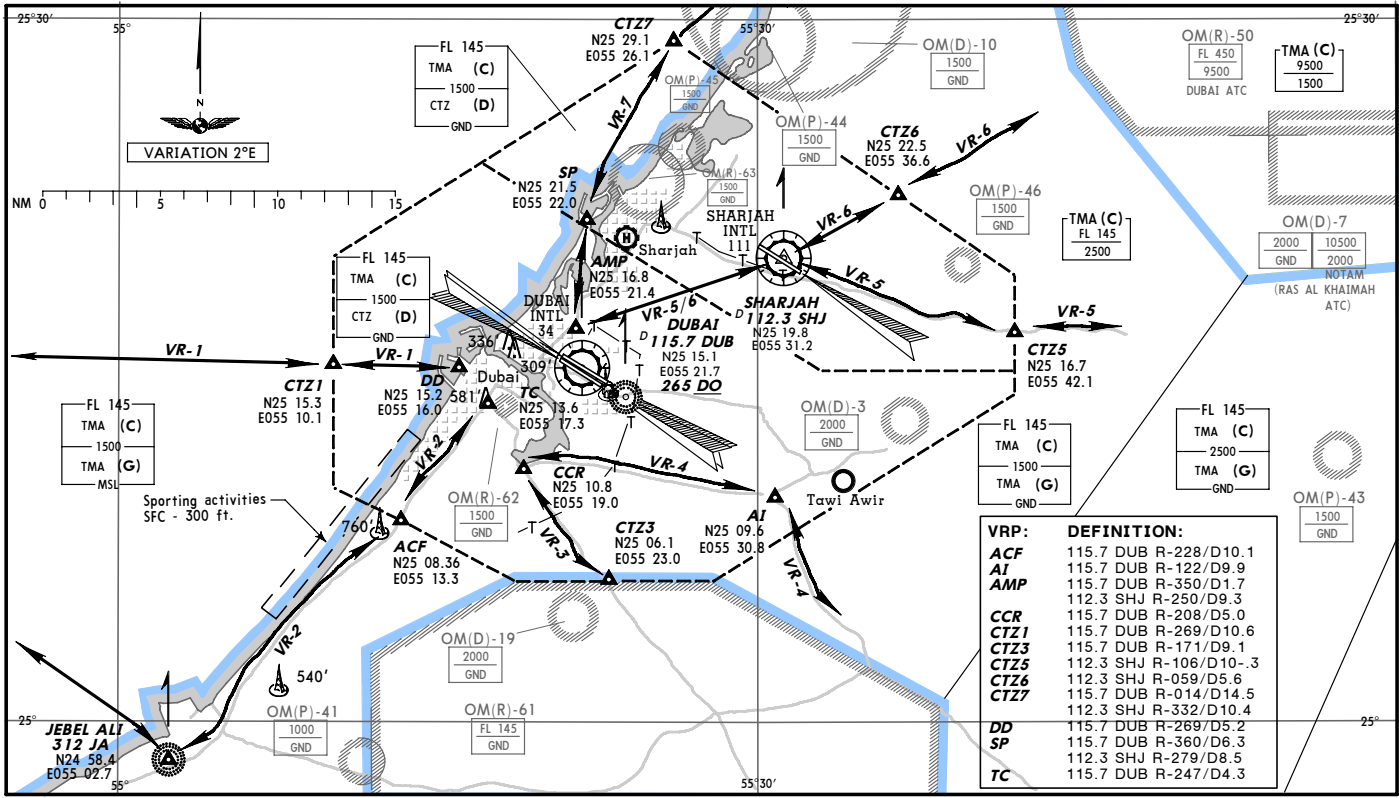 25°30'
55°
55°30'
25°30'
CTZ7
N25 29.1
E055 26.1
FL 145
TMA (C)
1500
CTZ (D)
GND
OM(D)-10
1500
GND
OM(R)-50
FL 450
9500
DUBAI ATC
TMA (C)
9500
1500
OM(P)-45
1500
GND
VR-7
N
VARIATION 2°E
OM(P)-44
1500
GND
CTZ6
N25 22.5
E055 36.6
VR-6
NM 0 5 10 15
SP
N25 21.5
E055 22.0
OM(R)-63
1500
GND
OM(P)-46
1500
GND
SHARJAH
INTL
111
VR-6
TMA (C)
FL 145
2500
OM(D)-7
2000
GND
10500
2000
NOTAM
(RAS AL KHAIMAH
ATC)
H
Sharjah
T
T
FL 145
TMA (C)
1500
CTZ (D)
GND
AMP
N25 16.8
E055 21.4
VR-5
DUBAI
INTL
34
VR-5/6
SHARJAH
D 112.3 SHJ
N25 19.8
E055 31.2
T
VR-5
336'
309'
D
DUBAI
115.7 DUB
N25 15.1
E055 21.7
265 DO
T
T
T
CTZ5
N25 16.7
E055 42.1
VR-1
VR-1
CTZ1
N25 15.3
E055 10.1
DD
N25 15.2
E055 16.0
581'
Dubai
TC
N25 13.6
E055 17.3
T
FL 145
TMA (C)
1500
TMA (G)
MSL
OM(D)-3
2000
GND
FL 145
TMA (C)
1500
TMA (G)
GND
FL 145
TMA (C)
2500
TMA (G)
GND
VR-2
CCR
N25 10.8
E055 19.0
VR-4
T
Tawi Awir
Sporting activities
SFC - 300 ft.
OM(R)-62
1500
GND
T
OM(P)-43
1500
GND
760'
ACF
N25 08.36
E055 13.3
VR-3
CTZ3
N25 06.1
E055 23.0
AI
N25 09.6
E055 30.8
VR-4
VR-2
540'
OM(D)-19
2000
GND
OM(P)-41
1000
GND
OM(R)-61
FL 145
GND
25°
25°
JEBEL ALI
312 JA
N24 58.4
E055 02.7
55°
55°30'
VRP: DEFINITION:
ACF 115.7 DUB R-228/D10.1
AI 115.7 DUB R-122/D9.9
AMP 115.7 DUB R-350/D1.7
112.3 SHJ R-250/D9.3
CCR 115.7 DUB R-208/D5.0
CTZ1 115.7 DUB R-269/D10.6
CTZ3 115.7 DUB R-171/D9.1
CTZ5 112.3 SHJ R-106/D10-.3
CTZ6 112.3 SHJ R-059/D5.6
CTZ7 115.7 DUB R-014/D14.5
112.3 SHJ R-332/D10.4
DD 115.7 DUB R-269/D5.2
SP 115.7 DUB R-360/D6.3
112.3 SHJ R-279/D8.5
TC 115.7 DUB R-247/D4.3